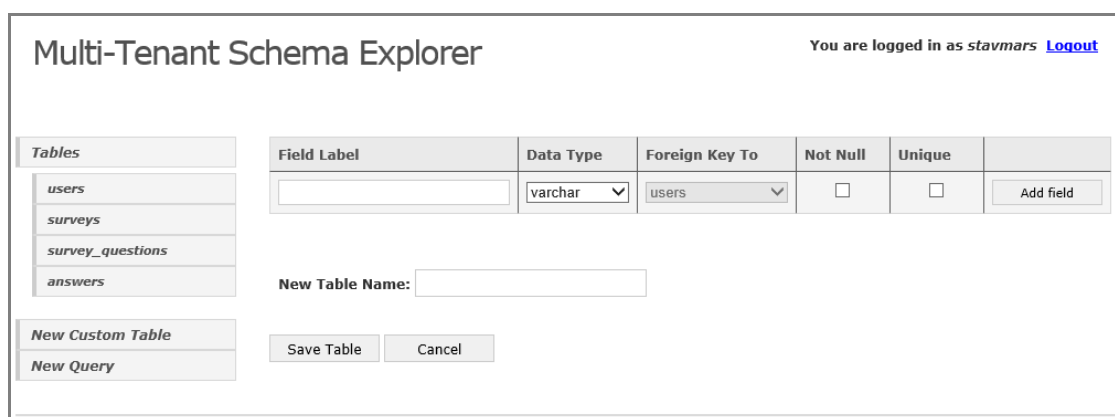 Multi-Tenant Schema Explorer
You are logged in as stavmars Logout
Tables
users
surveys
survey_questions
answers
New Custom Table
New Query
Field Label Data Type Foreign Key To Not Null Unique
varchar users Add field
New Table Name:
Save Table Cancel